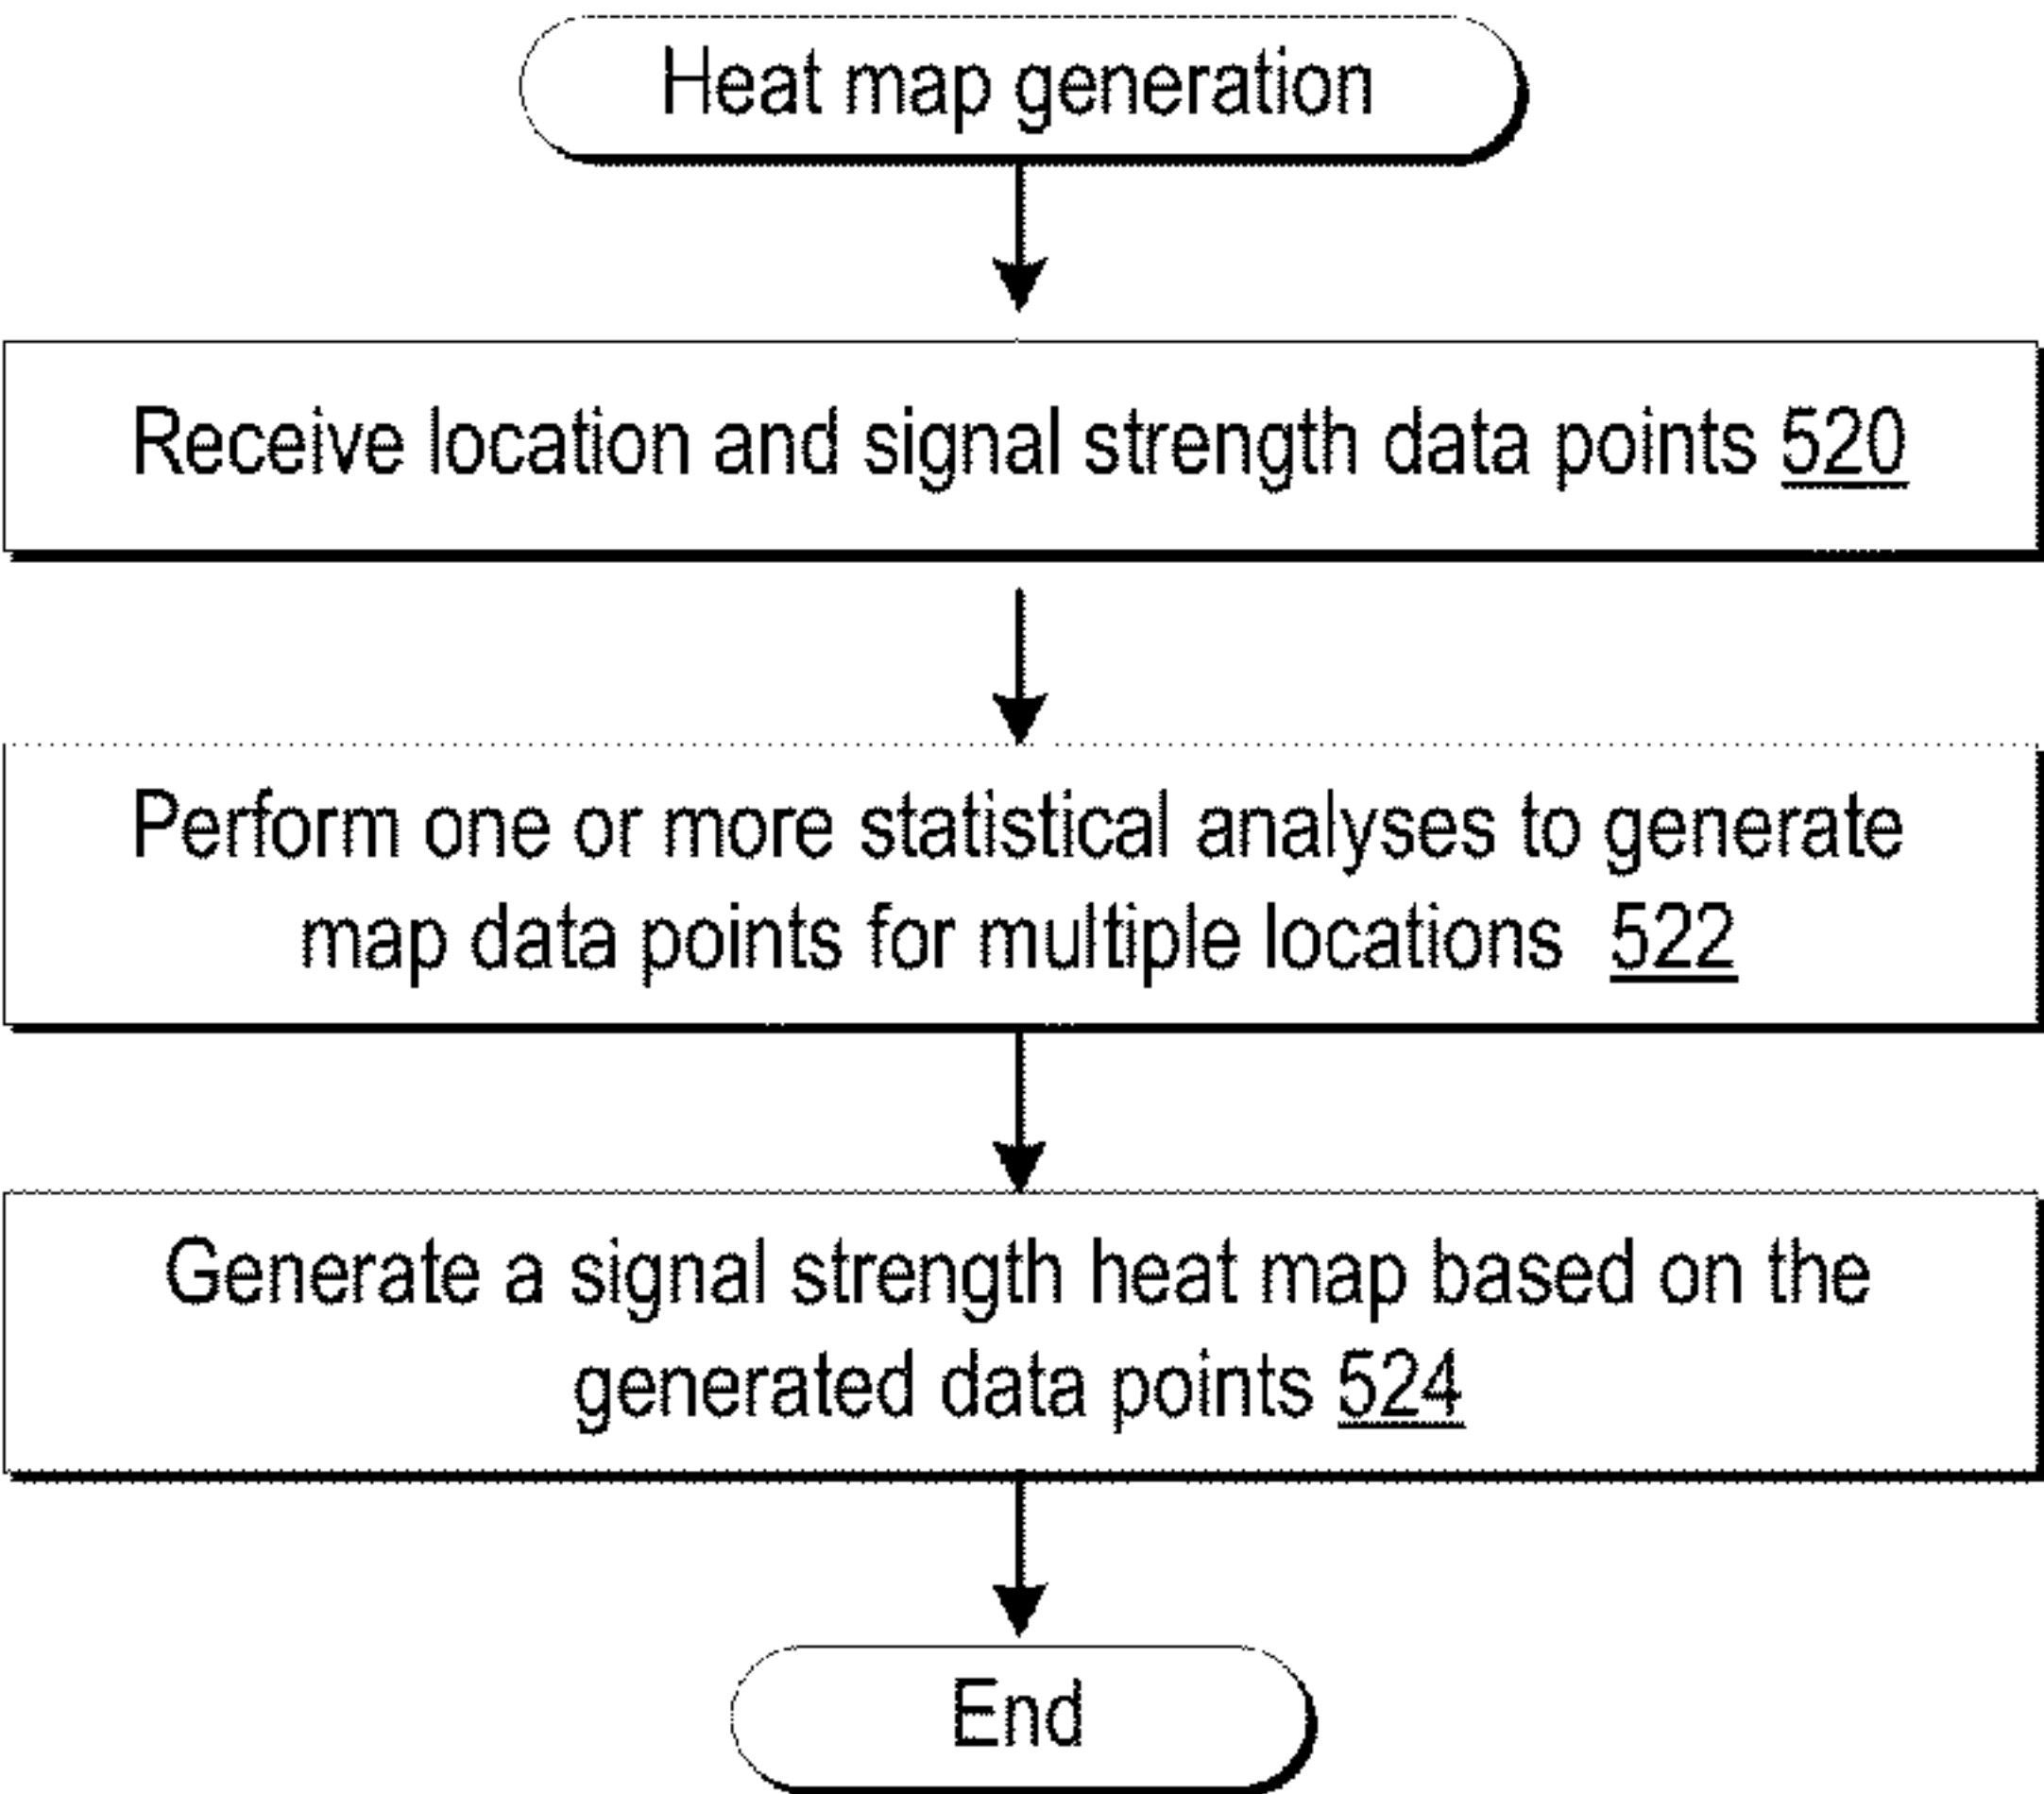 Heat map generation
Receive location and signal strength data points 520
Perform one or more statistical analyses to generate
map data points for multiple locations 522
Generate a signal strength heat map based on the
generated data points 524
End